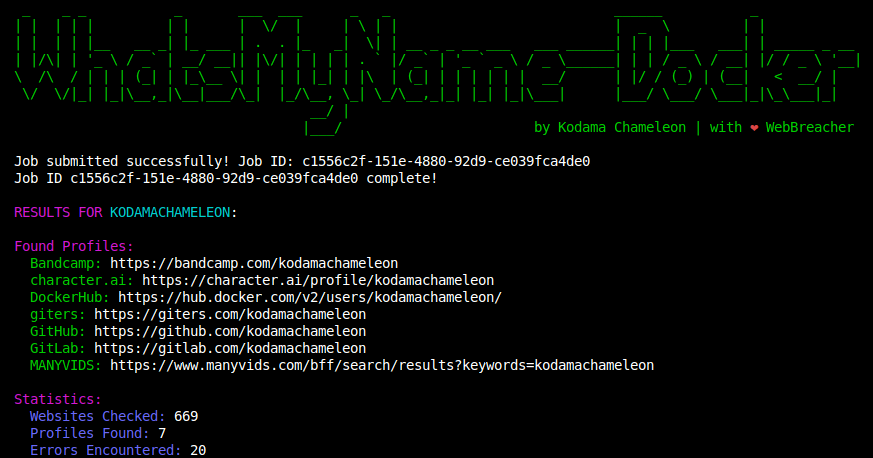 WhatsMyName-Docker
by Kodama Chameleon | with ❤ WebBreacher
Job submitted successfully! Job ID: c1556c2f-151e-4880-92d9-ce039fca4de0
Job ID c1556c2f-151e-4880-92d9-ce039fca4de0 complete!
RESULTS FOR KODAMACHAMELEON:
Found Profiles:
Bandcamp: https://bandcamp.com/kodamachameleon
character.ai: https://character.ai/profile/kodamachameleon
DockerHub: https://hub.docker.com/v2/users/kodamachameleon/
giters: https://giters.com/kodamachameleon
GitHub: https://github.com/kodamachameleon
GitLab: https://gitlab.com/kodamachameleon
MANYVIDS: https://www.manyvids.com/bff/search/results?keywords=kodamachameleon
Statistics:
Websites Checked: 669
Profiles Found: 7
Errors Encountered: 20